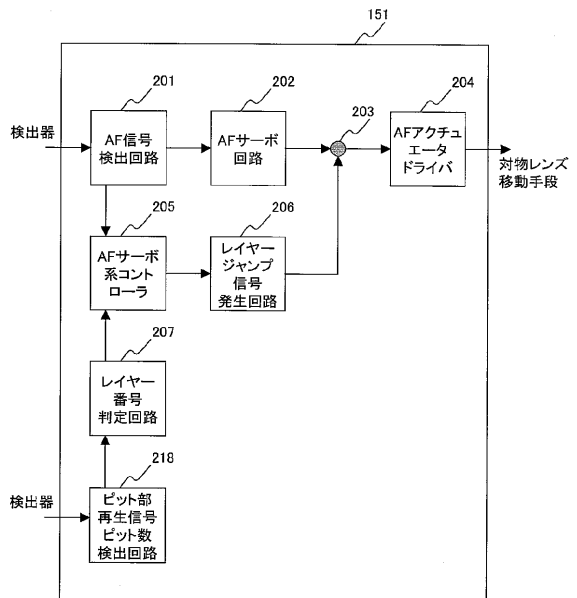 151
201
202
204
検出器
AF信号
検出回路
AFサーボ
回路
203
AFアクチュ
エータ
ドライバ
対物レンズ
移動手段
205
206
AFサーボ
系コント
ローラ
レイヤー
ジャンプ
信号
発生回路
207
レイヤー
番号
判定回路
218
検出器
ピット部
再生信号
ピット数
検出回路